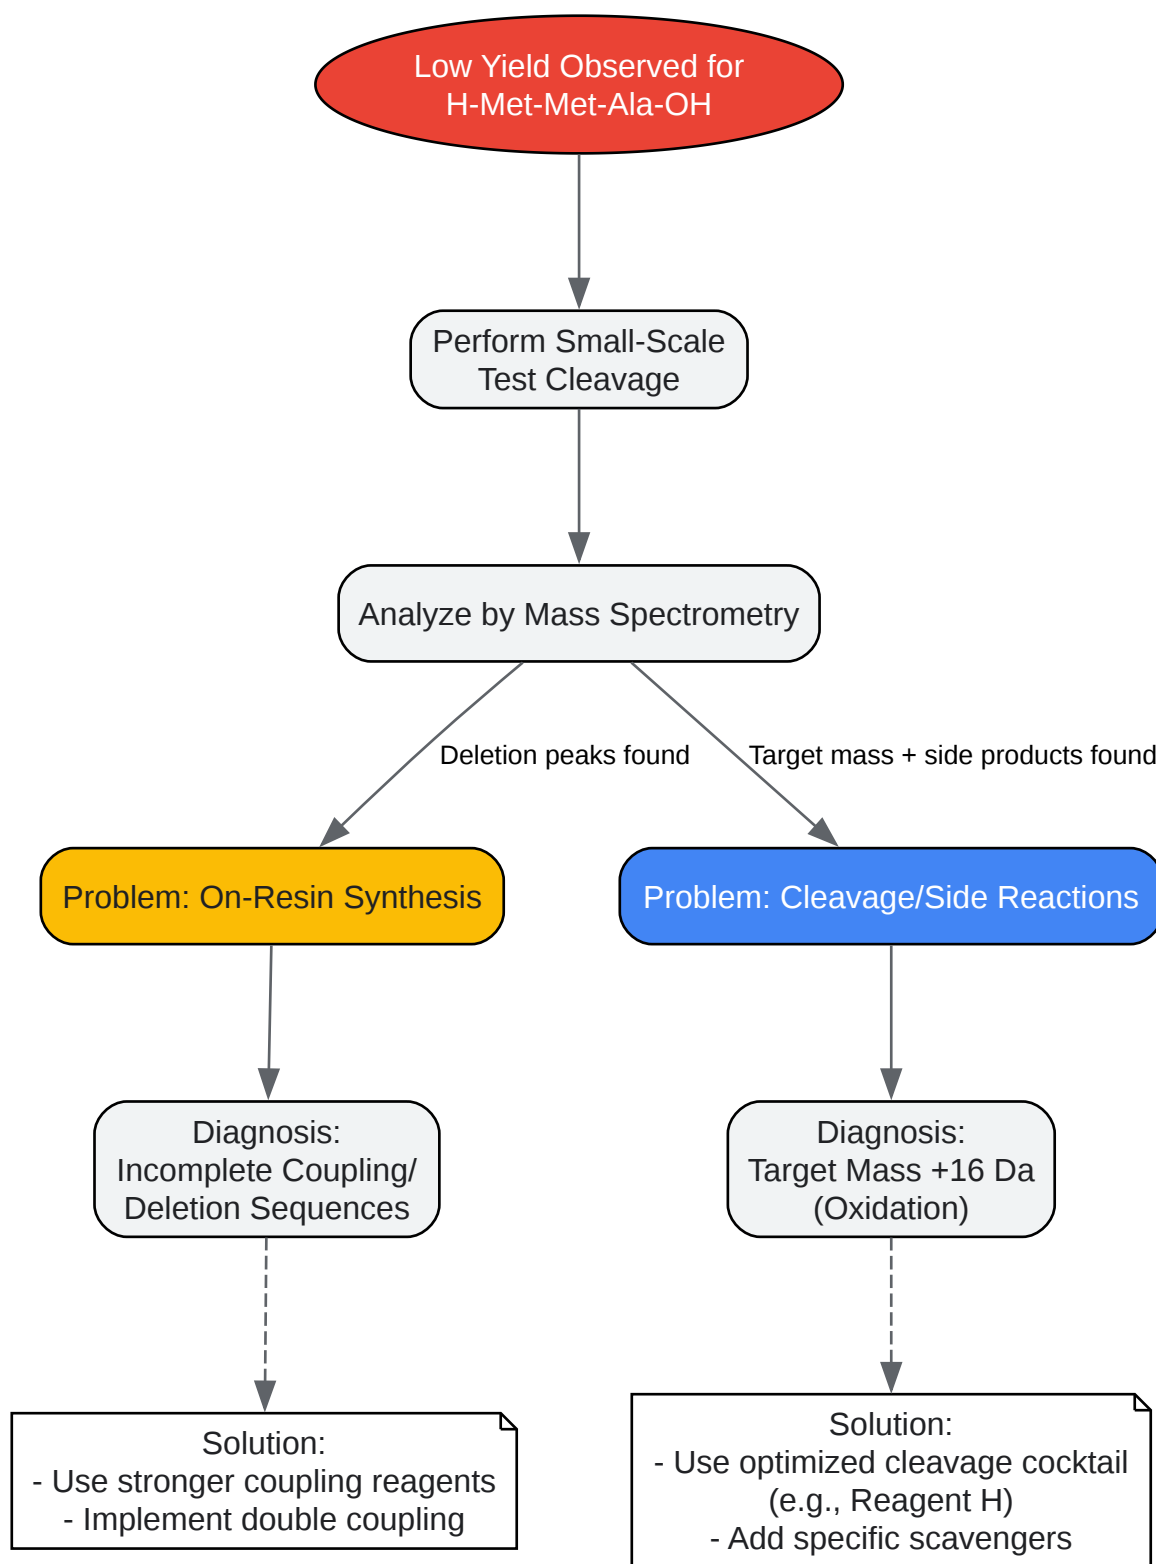 Low Yield Observed for
H-Met-Met-Ala-OH
Perform Small-Scale
Test Cleavage
Analyze by Mass Spectrometry
Deletion peaks found
Target mass + side products found
Problem: On-Resin Synthesis
Problem: Cleavage/Side Reactions
Diagnosis:
Incomplete Coupling/
Deletion Sequences
Diagnosis:
Target Mass +16 Da
(Oxidation)
Solution:
- Use stronger coupling reagents
- Implement double coupling
Solution:
- Use optimized cleavage cocktail
(e.g., Reagent H)
- Add specific scavengers